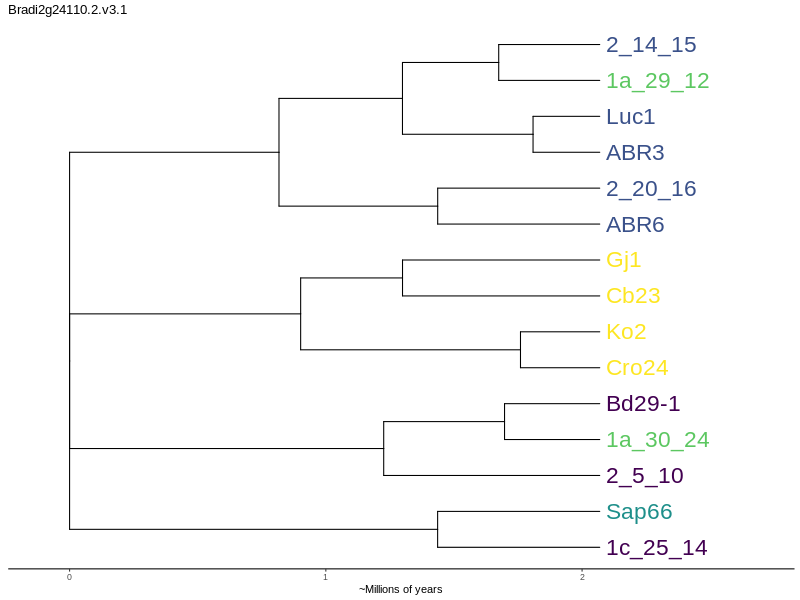 Bradi2g24110.2.v3.1
2_14_15
1a_29_12
Luc1
ABR3
2_20_16
ABR6
Gj1
Cb23
Ko2
Cro24
Bd29-1
1a_30_24
2_5_10
Sap66
1c_25_14
0 1 2
~Millions of years